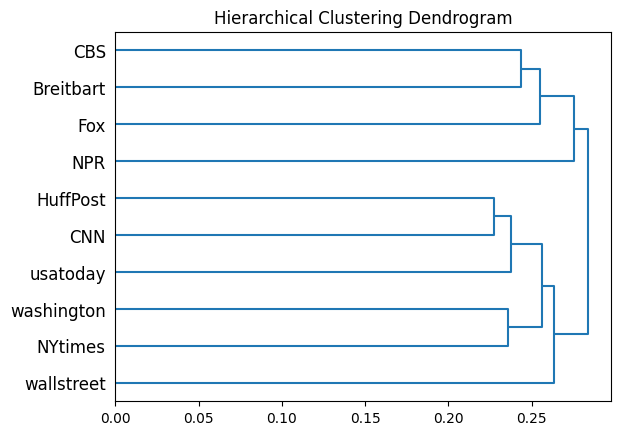 Hierarchical Clustering Dendrogram
CBS
Breitbart
Fox
NPR
HuffPost
CNN
usatoday
washington
NYtimes
wallstreet
0.00 0.05 0.10 0.15 0.20 0.25